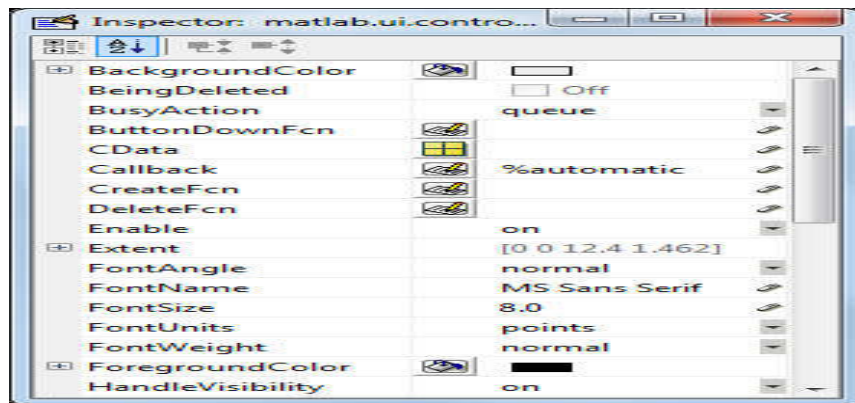 Inspector: matlab.ui.contro...
BackgroundColor
BeingDeleted Off
BusyAction queue
ButtonDownFcn
CData
Callback %automatic
CreateFcn
DeleteFcn
Enable on
Extent [0 0 12.4 1.462]
FontAngle normal
FontName MS Sans Serif
FontSize 8.0
FontUnits points
FontWeight normal
ForegroundColor
HandleVisibility on